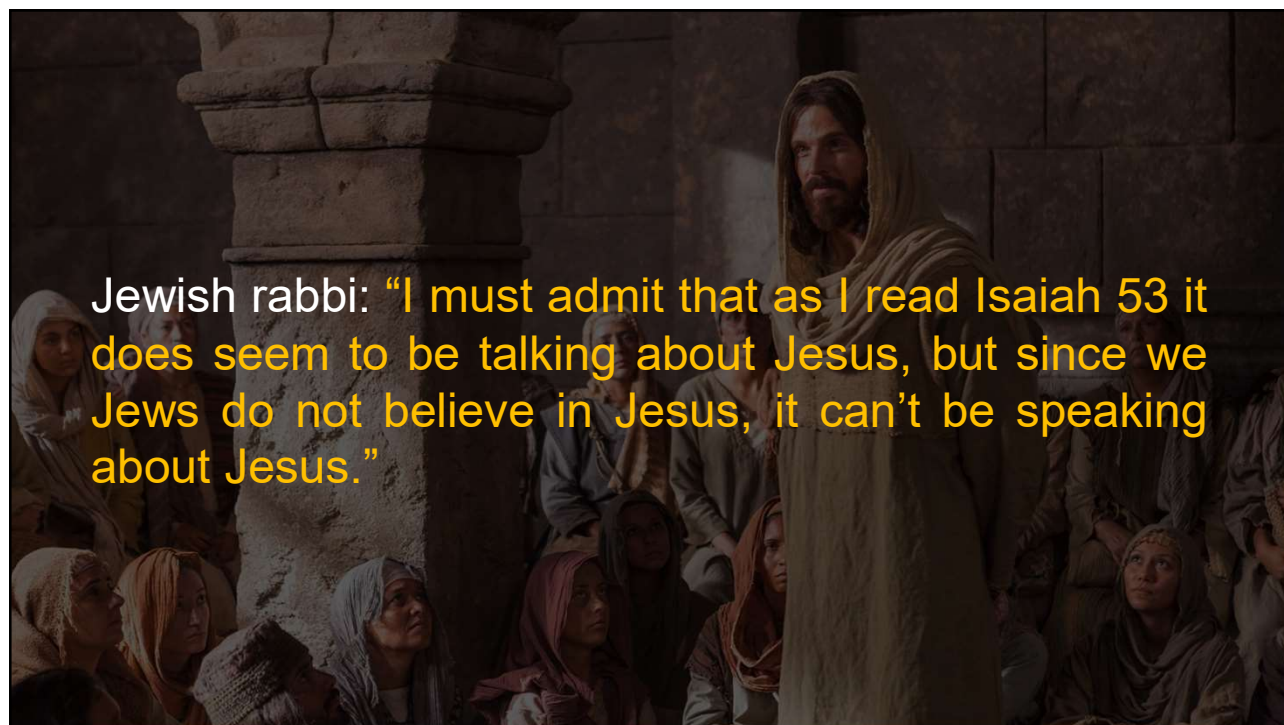 Jewish rabbi: “I must admit that as I read Isaiah 53 it
does seem to be talking about Jesus, but since we
Jews do not believe in Jesus, it can’t be speaking
about Jesus.”